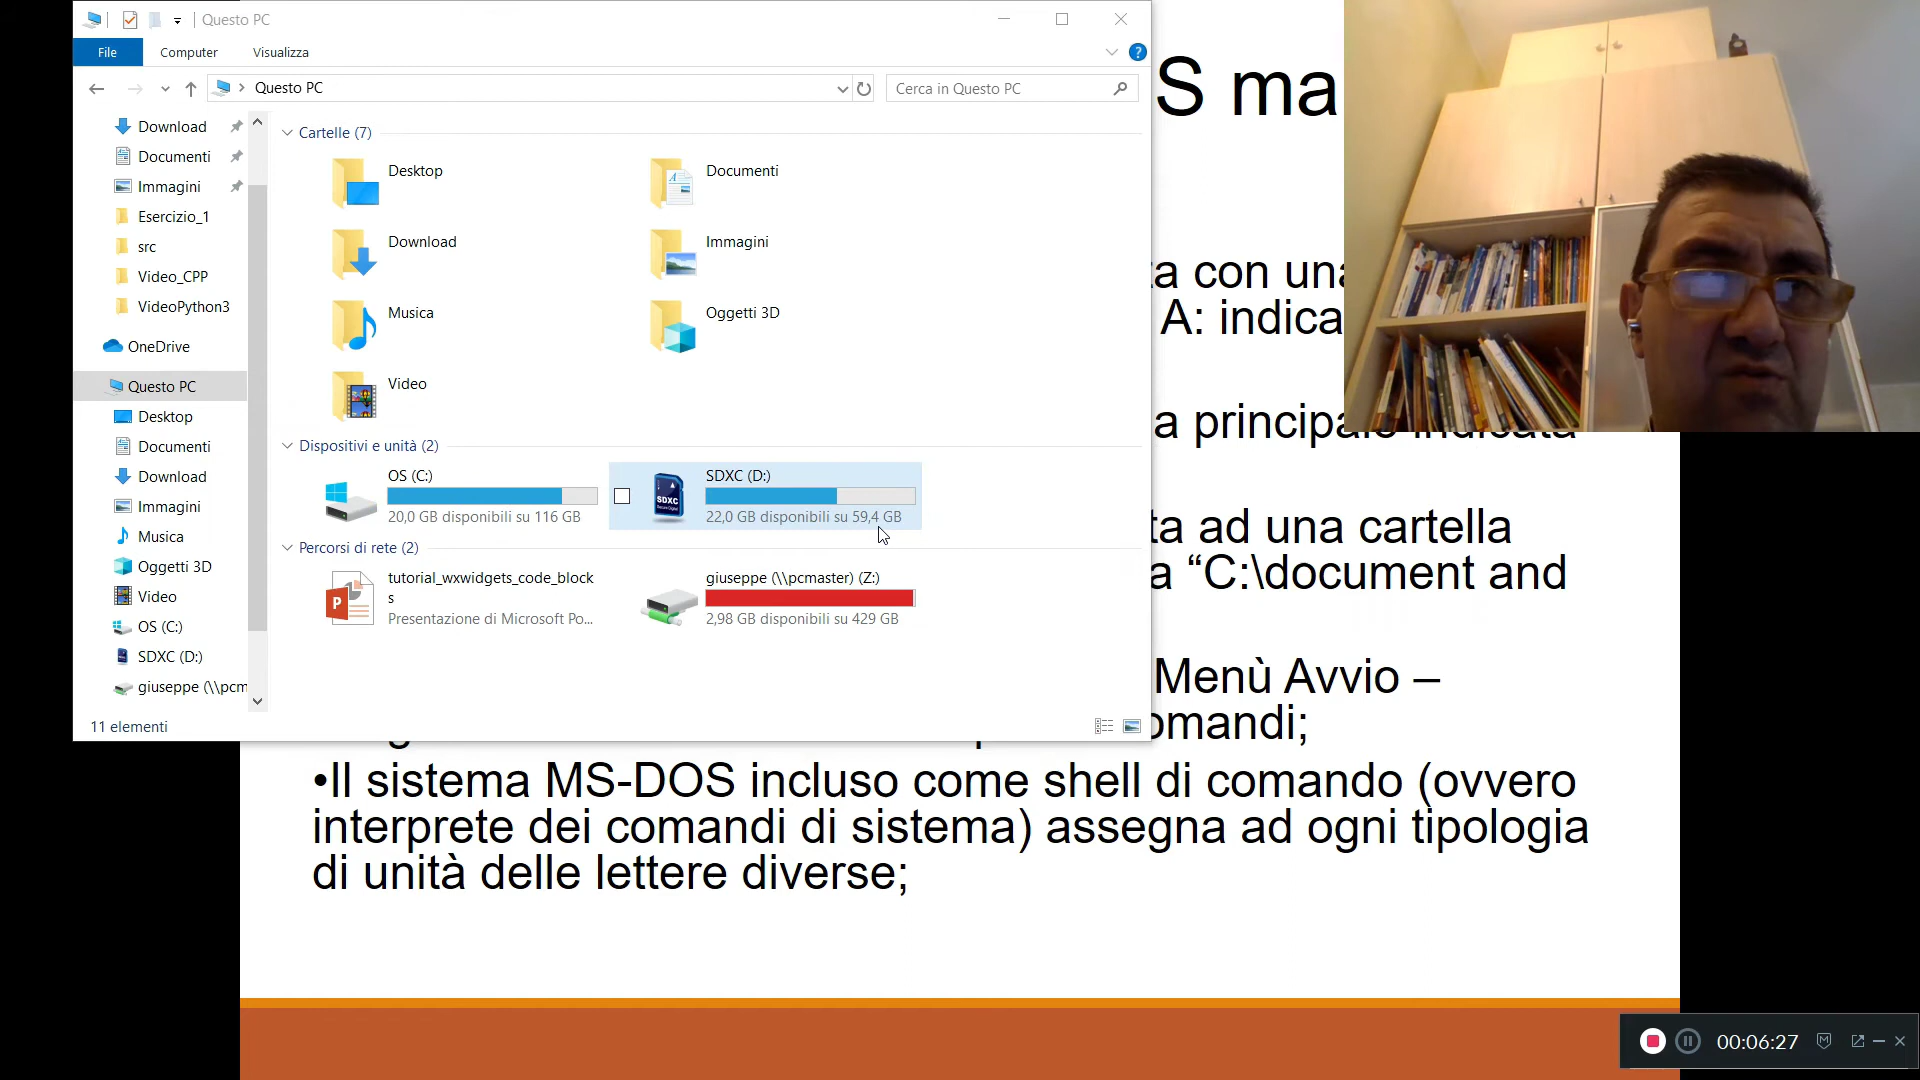 Questo PC
File
Computer
Visualizza
?
Questo PC
Cerca in Questo PC
Download
Documenti
Immagini
Esercizio_1
src
Video_CPP
VideoPython3
OneDrive
Questo PC
Desktop
Documenti
Download
Immagini
Musica
Oggetti 3D
Video
OS (C:)
SDXC (D:)
giuseppe (\\pcm
Cartelle (7)
Desktop
Documenti
Download
Immagini
Musica
Oggetti 3D
Video
Dispositivi e unità (2)
OS (C:)
20,0 GB disponibili su 116 GB
SDXC
SDXC (D:)
22,0 GB disponibili su 59,4 GB
Percorsi di rete (2)
tutorial_wxwidgets_code_block
s
Presentazione di Microsoft Po...
giuseppe (\\pcmaster) (Z:)
2,98 GB disponibili su 429 GB
11 elementi
S ma
ta con una
A: indica
a principale indicata
ta ad una cartella
a “C:\document and
Menù Avvio –
omandi;
•Il sistema MS-DOS incluso come shell di comando (ovvero
interprete dei comandi di sistema) assegna ad ogni tipologia
di unità delle lettere diverse;
00:06:27